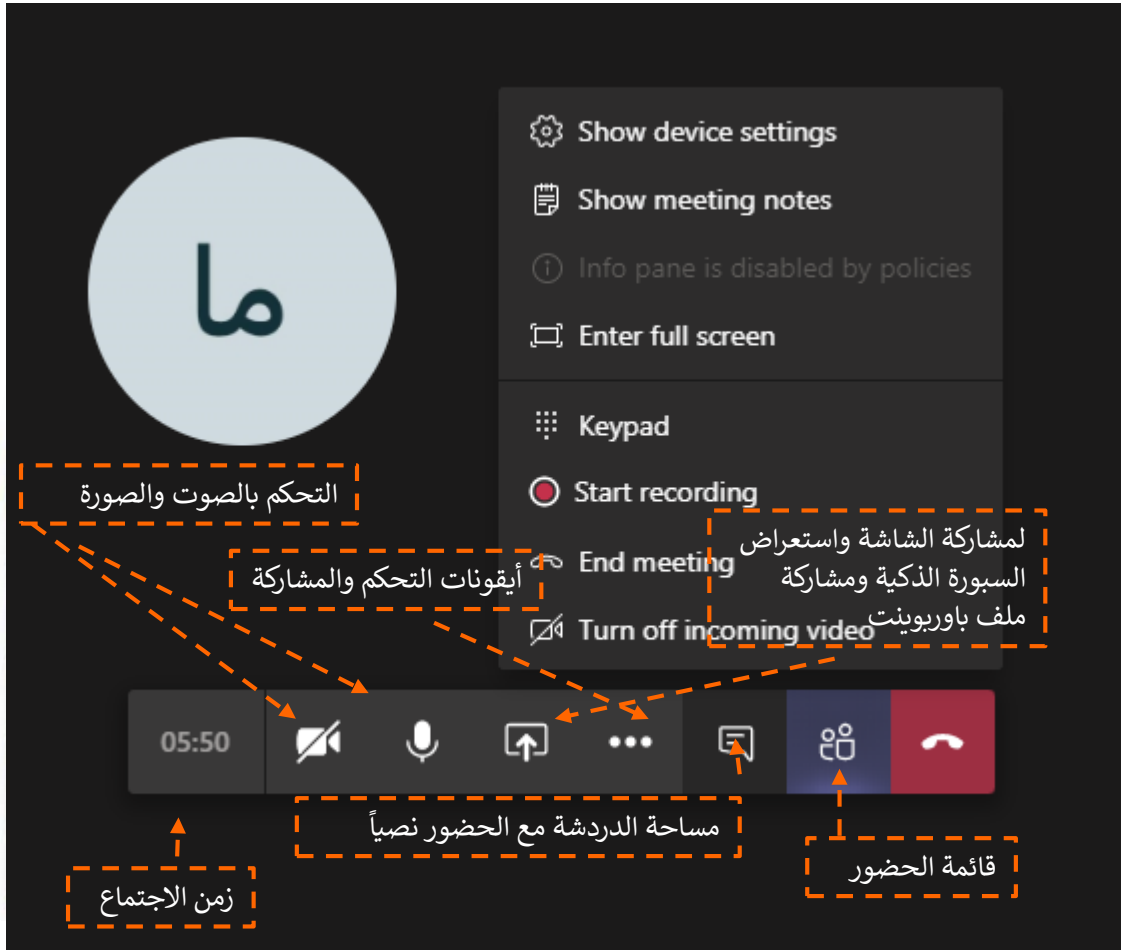 Show device settings
Show meeting notes
ما
Info pane is disabled by policies
Enter full screen
Keypad
التحكم بالصوت والصورة
Start recording
لمشاركة الشاشة واستعراض
السبورة الذكية ومشاركة
ملف باوربوينت
End meeting
أيقونات التحكم والمشاركة
Turn off incoming video
05:50
مساحة الدردشة مع الحضور نصياً
قائمة الحضور
زمن الاجتماع